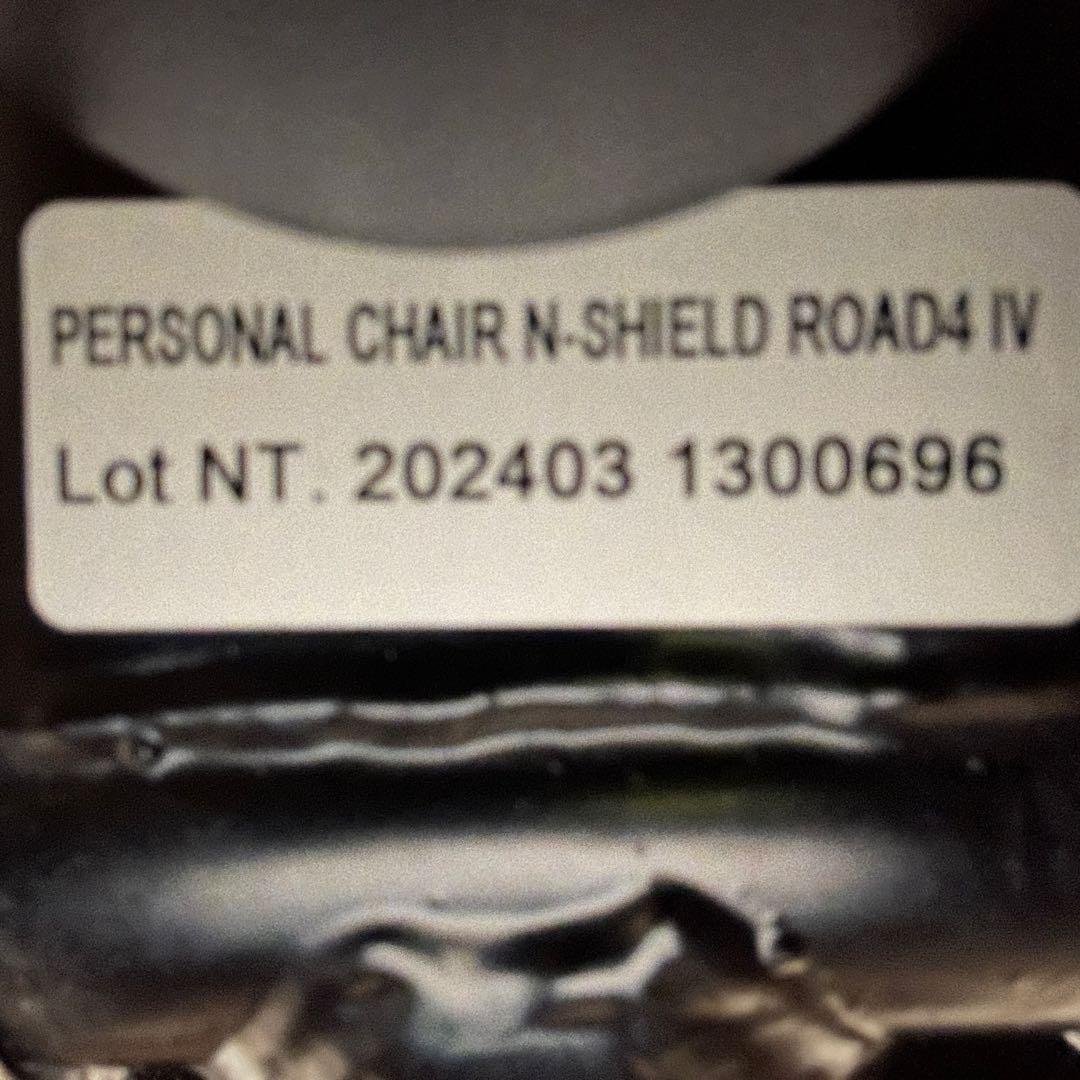 PERSONAL CHAIR N-SHIELD ROAD4 IV
Lot NT. 202403 1300696